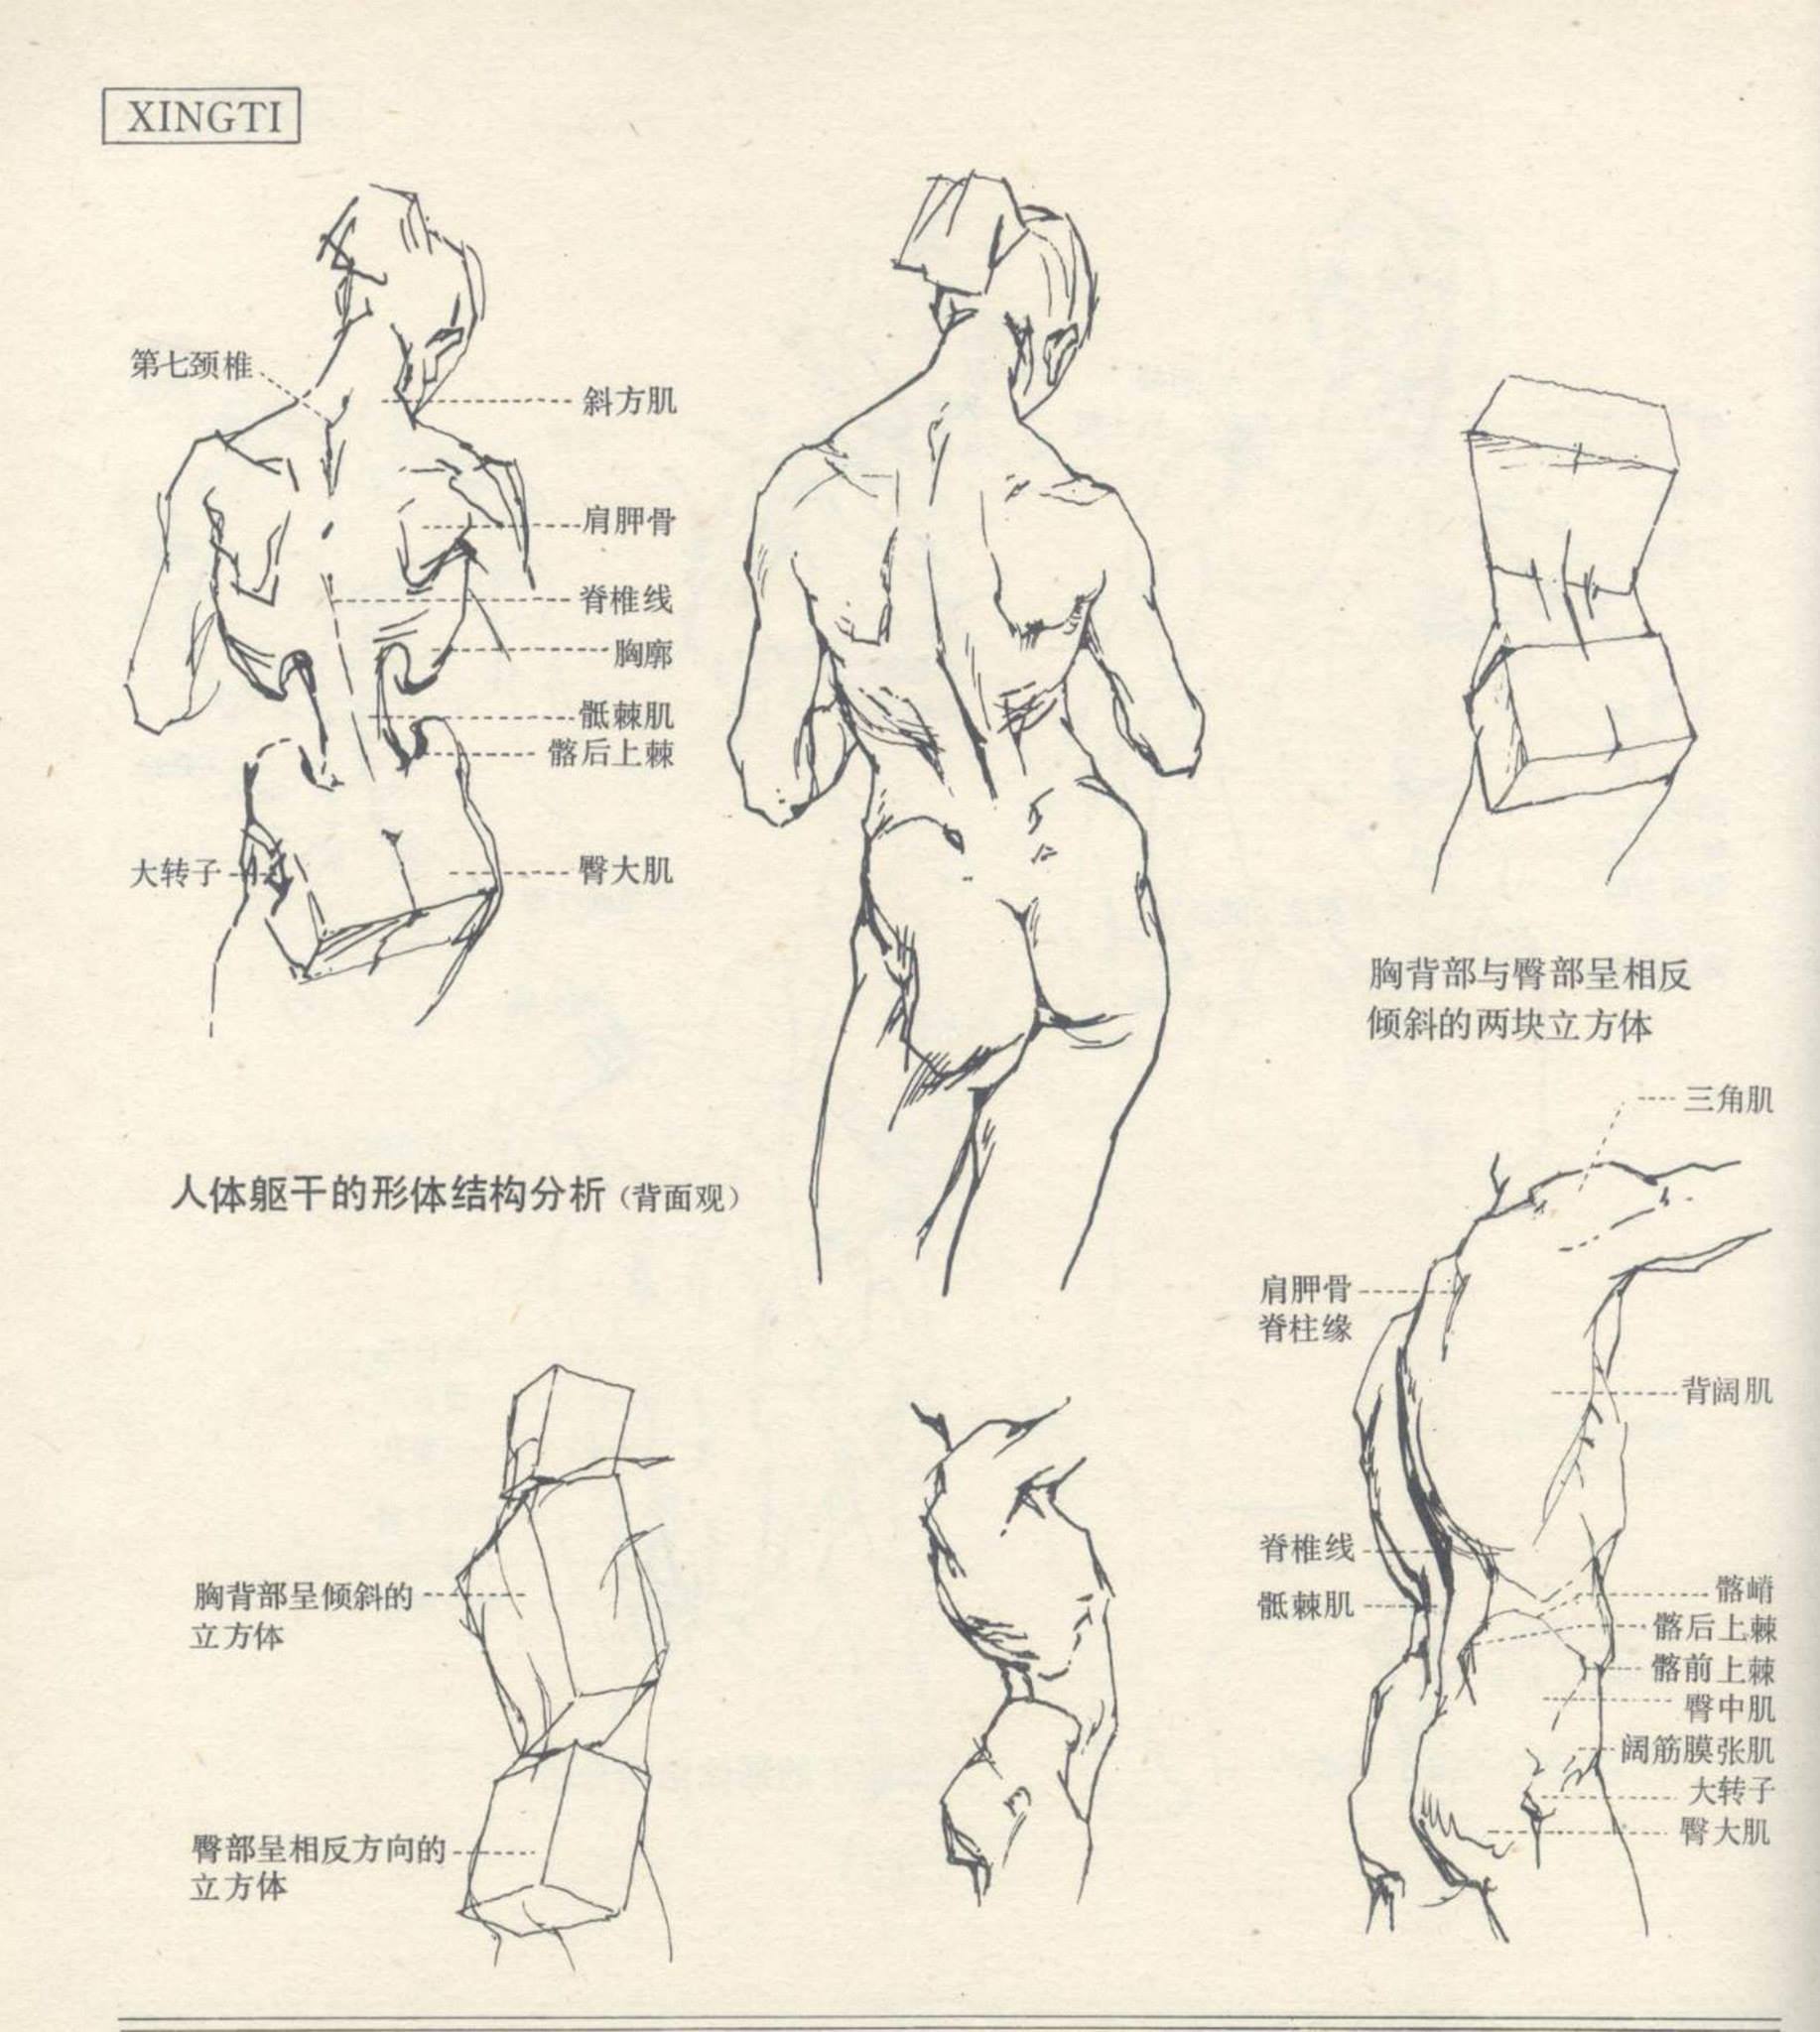 XINGTI
第七颈椎
斜方肌
肩胛骨
脊椎线
胸廓
骶棘肌
髂后上棘
大转子
臀大肌
胸背部与臀部呈相反
倾斜的两块立方体
人体躯干的形体结构分析（背面观）
三角肌
肩胛骨
脊柱缘
背阔肌
脊椎线
骶棘肌
髂嵴
髂后上棘
髂前上棘
臀中肌
阔筋膜张肌
大转子
臀大肌
胸背部呈倾斜的
立方体
臀部呈相反方向的
立方体